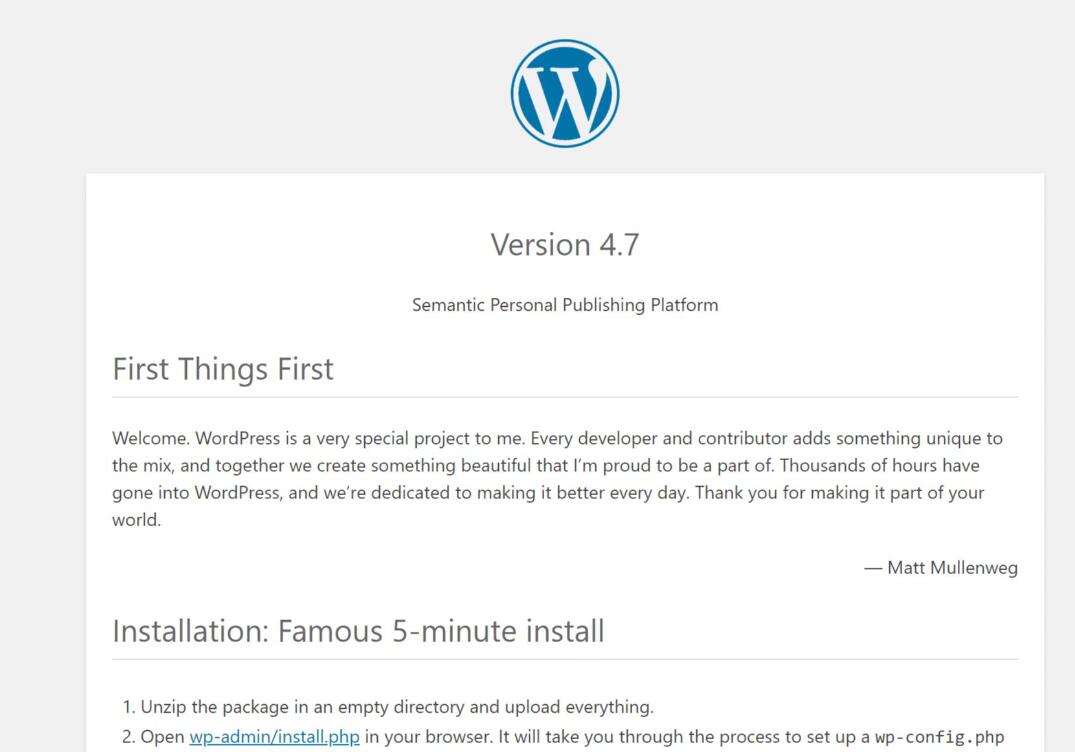 Version 4.7
Semantic Personal Publishing Platform
First Things First
Welcome. WordPress is a very special project to me. Every developer and contributor adds something unique to
the mix, and together we create something beautiful that I’m proud to be a part of. Thousands of hours have
gone into WordPress, and we’re dedicated to making it better every day. Thank you for making it part of your
world.
— Matt Mullenweg
Installation: Famous 5-minute install
1. Unzip the package in an empty directory and upload everything.
2. Open wp-admin/install.php in your browser. It will take you through the process to set up a wp-config.php